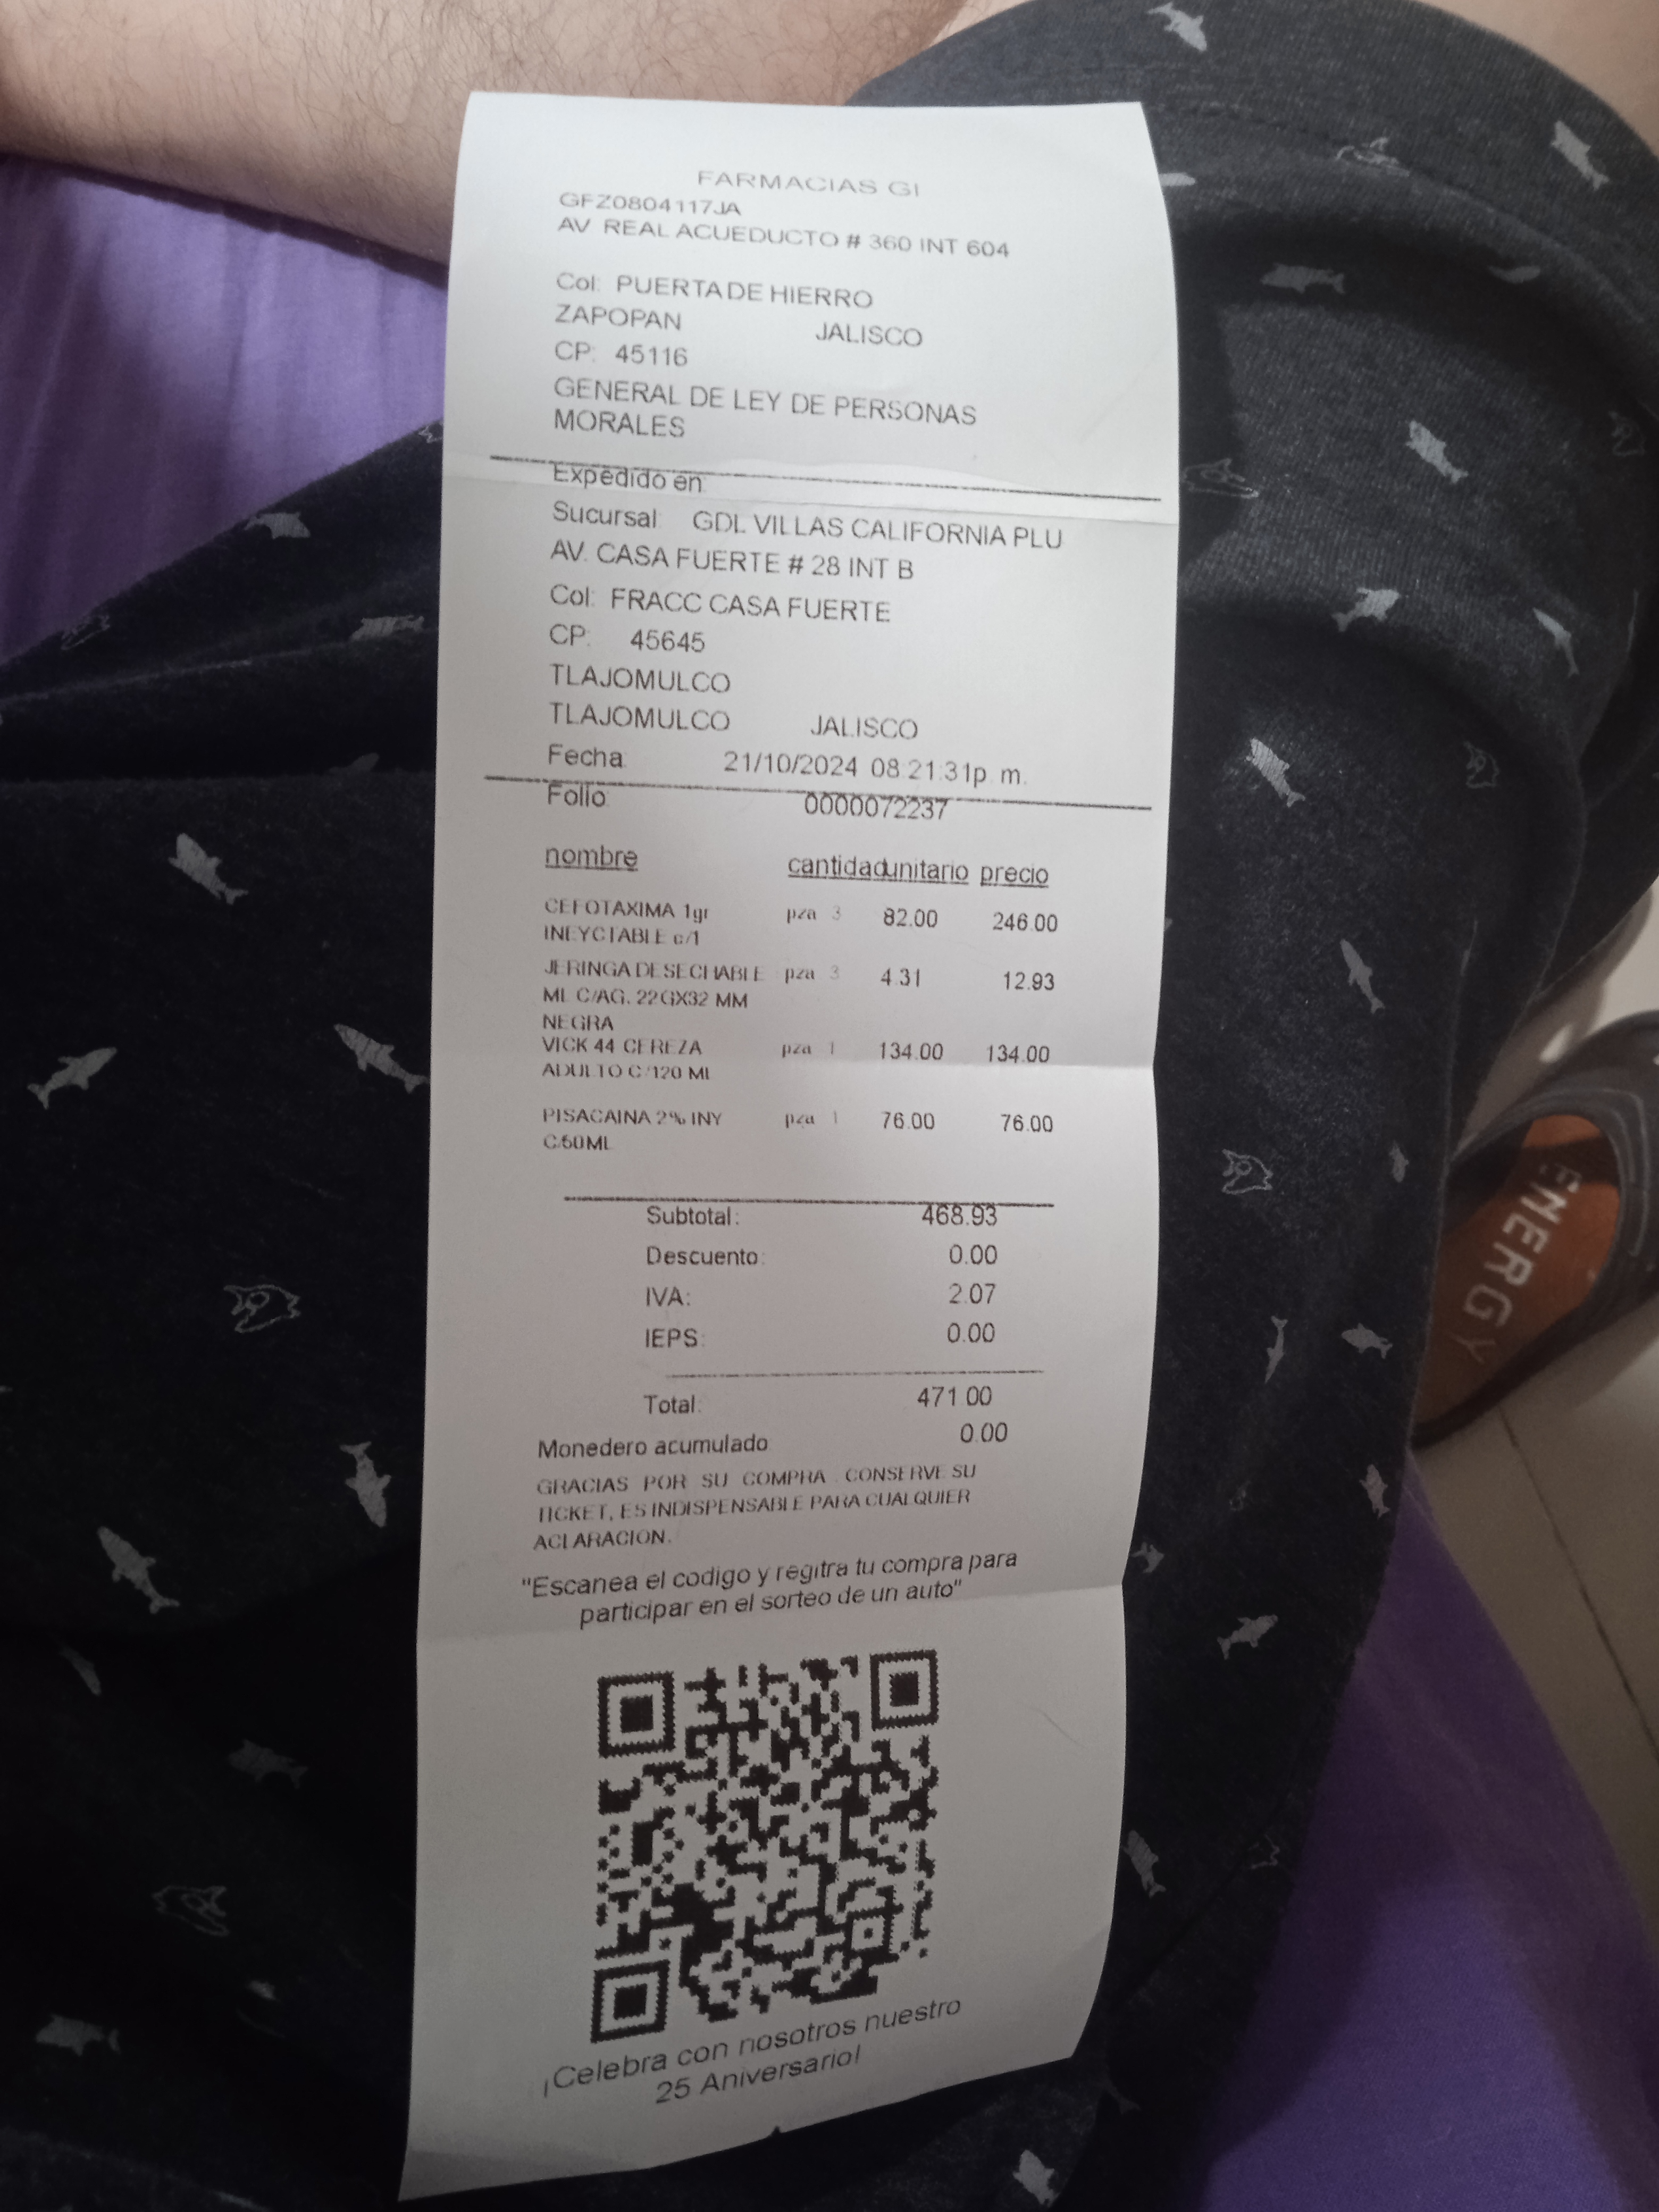 FARMACIAS GI
GFZ0804117JA
AV REAL ACUEDUCTO # 360 INT 604
Col: PUERTA DE HIERRO
ZAPOPAN JALISCO
CP: 45116
GENERAL DE LEY DE PERSONAS
MORALES
Expedido en:
Sucursal: GDL VILLAS CALIFORNIA PLU
AV. CASA FUERTE # 28 INT B
Col: FRACC CASA FUERTE
CP: 45645
TLAJOMULCO
TLAJOMULCO JALISCO
Fecha: 21/10/2024 08:21:31p. m.
Folio: 0000072237
nombre cantidad unitario precio
CEFOTAXIMA 1gr pza 3 82.00 246.00
INEYCTABLE c/1
JERINGA DESECHABLE pza 3 4.31 12.93
ML C/AG. 22GX32 MM
NEGRA
VICK 44 CEREZA pza 1 134.00 134.00
ADULTO C/120 ML
PISACAINA 2% INY pza 1 76.00 76.00
C/50ML
Subtotal: 468.93
Descuento: 0.00
IVA: 2.07
IEPS: 0.00
Total: 471.00
Monedero acumulado 0.00
GRACIAS POR SU COMPRA . CONSERVE SU
TICKET, ES INDISPENSABLE PARA CUALQUIER
ACLARACION.
"Escanea el codigo y regitra tu compra para
participar en el sorteo de un auto"
¡Celebra con nosotros nuestro
25 Aniversario!
ENERGY